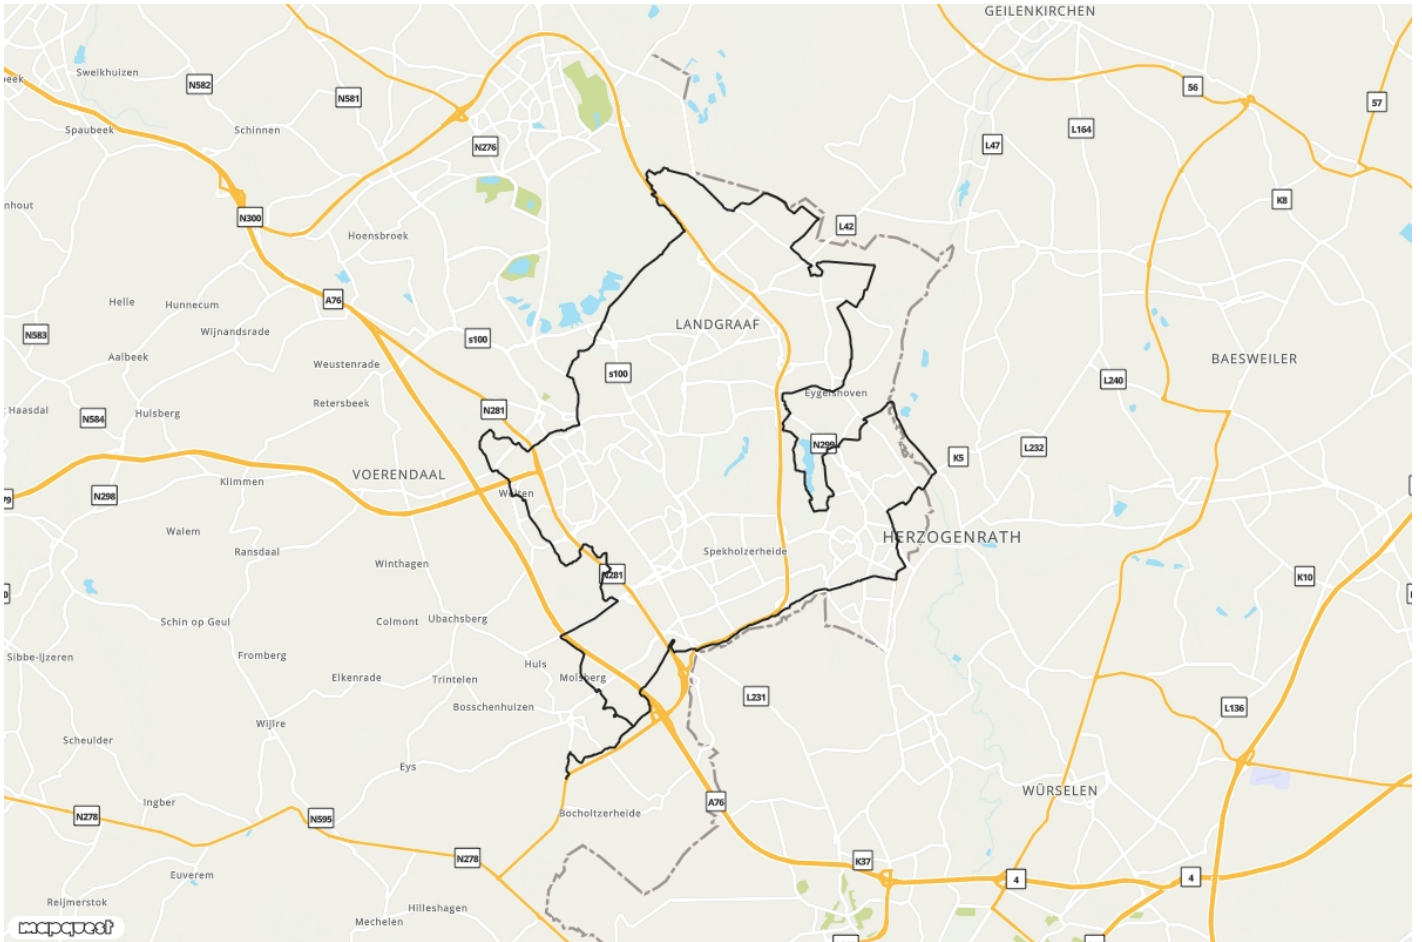 GEILENKIRCHEN
Sweikhuizen
N582
N581
56
57
Spaubeek
Schinnen
N276
L164
L47
K8
N300
L42
Hoensbroek
A76
Helle
Hunnecum
Wijnandsrade
N583
s100
LANDGRAAF
BAESWEILER
Aalbeek
Weustenrade
s100
L240
Retersbeek
Eygelshoven
Haasdal
N584
Hulsberg
N281
N299
L232
K5
VOERENDAAL
Klimmen
N298
Welten
Walem
Ransdaal
Spekholzerheide
HERZOGENRATH
Winthagen
N281
K10
Schin op Geul
Colmont
Ubachsberg
Sibbe-IJzeren
Fromberg
Huls
Elkenrade
Trintelen
Molsberg
L231
Bosschenhuizen
L136
Wijlre
Scheulder
Eys
WÜRSELEN
Ingber
N278
N595
Bocholtzerheide
A76
N278
K37
4
4
Euverem
Reijmerstok
Hilleshagen
Mechelen
mapquest